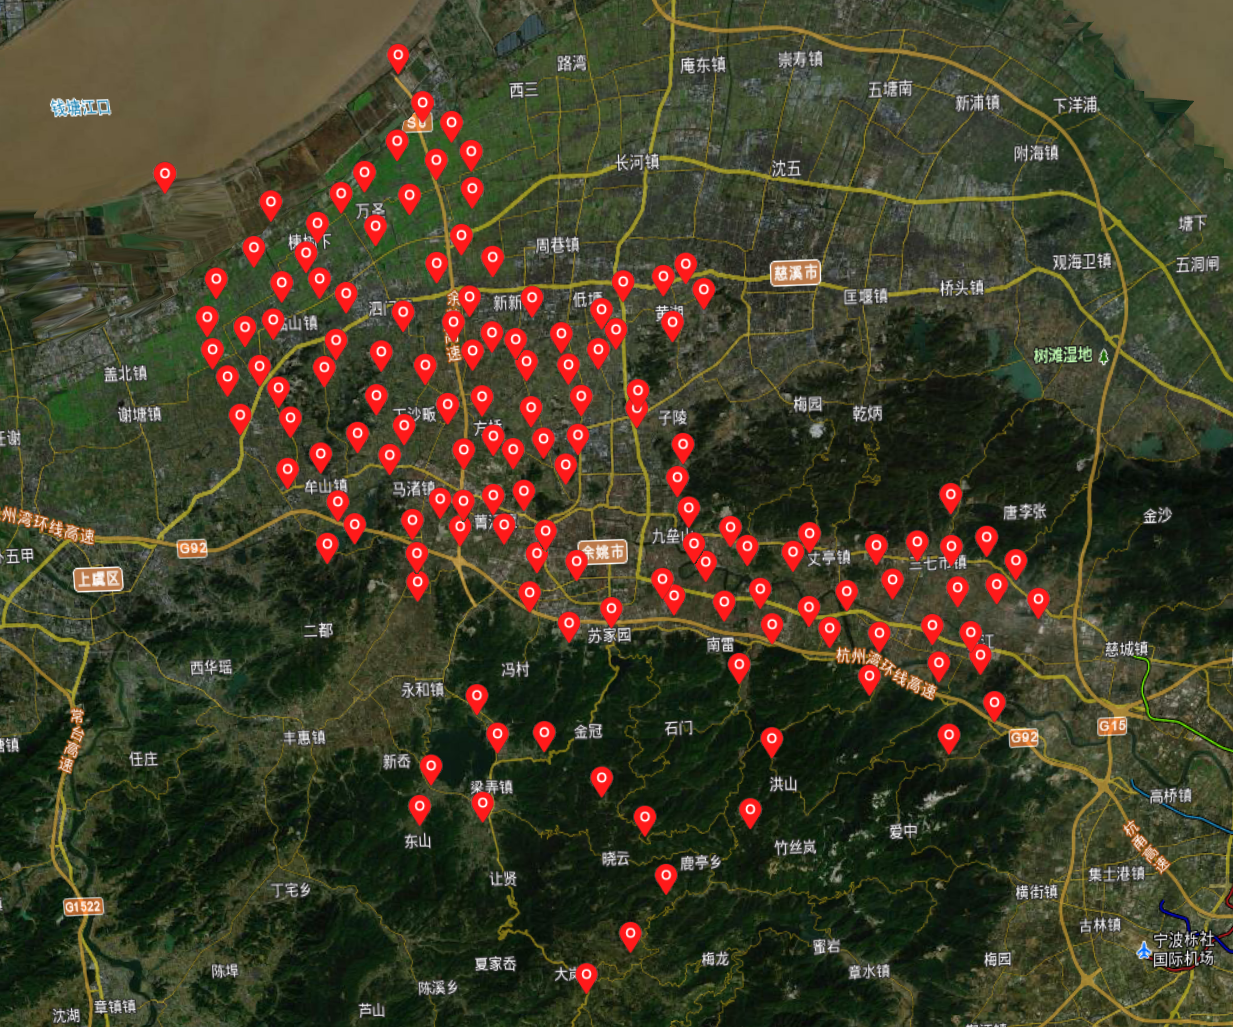 路湾
庵东镇
崇寿镇
西三
五塘南
新浦镇
下洋浦
钱塘江口
长河镇
沈五
附海镇
万圣
塘下
周巷镇
慈溪市
观海卫镇
五洞闸
匡堰镇
桥头镇
新新
低塘
盖北镇
树滩湿地
谢塘镇
梅园
乾炳
子陵
牟山镇
马渚镇
唐李张
金沙
G92
余姚市
丈亭镇
三七市镇
上虞区
二都
苏家园
南雷
慈城镇
西华瑶
冯村
杭州湾环线高速
永和镇
常台高速
丰惠镇
金冠
石门
G15
G92
任庄
新岙
梁弄镇
洪山
高桥镇
东山
爱中
竹丝岚
晓云
鹿亭乡
让贤
集士港镇
丁宅乡
横街镇
G1522
古林镇
宁波栎社
国际机场
蜜岩
夏家岙
梅龙
梅园
陈埠
章水镇
陈溪乡
章镇镇
芦山
沈湖